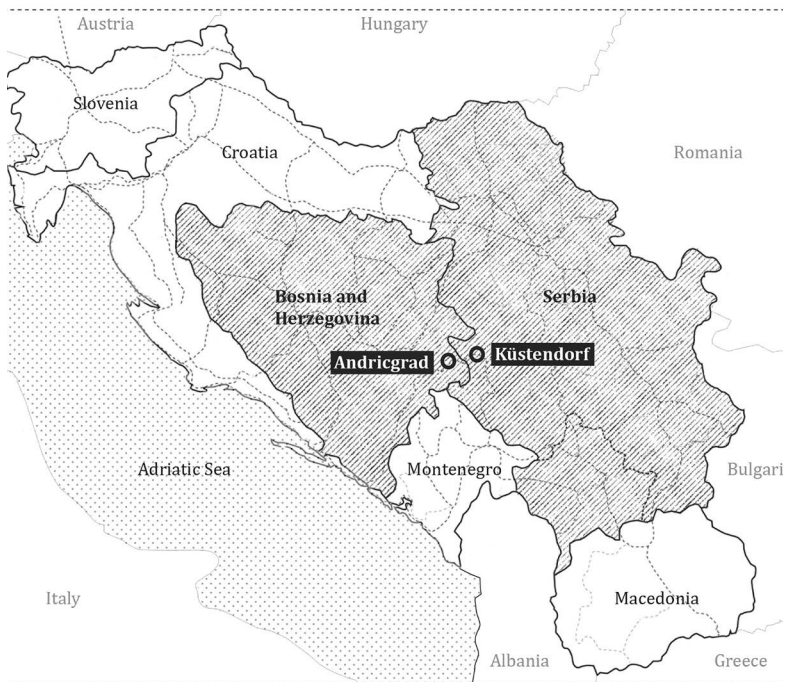 Austria
Hungary
Slovenia
Croatia
Romania
Bosnia and
Herzegovina
Serbia
Andricgrad
Küstendorf
Adriatic Sea
Montenegro
Bulgari
Italy
Macedonia
Albania
Greece